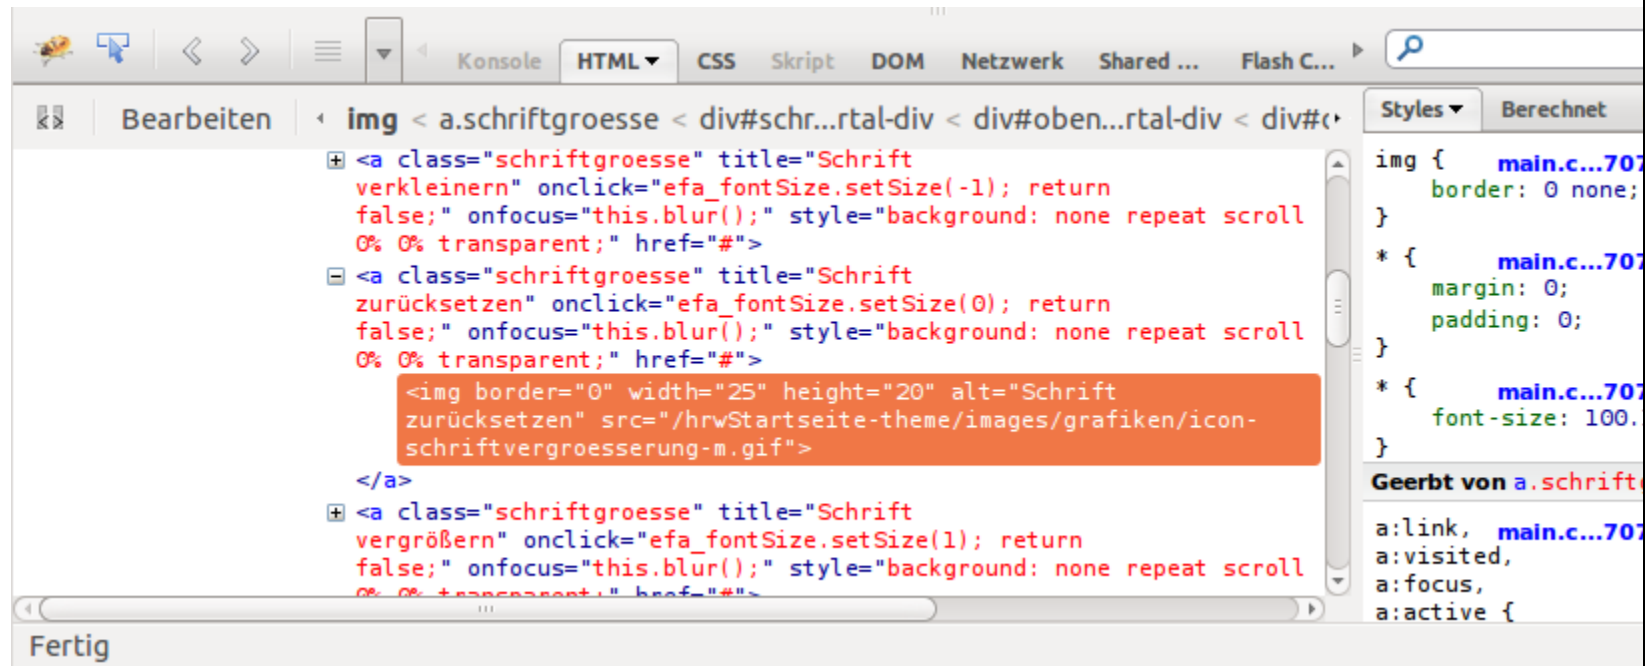 Konsole HTML CSS Skript DOM Netzwerk Shared ... Flash C...
Bearbeiten img < a.schriftgroesse < div#schr...rtal-div < div#oben...rtal-div < div#c
Styles Berechnet
<a class="schriftgroesse" title="Schrift
verkleinern" onclick="efa_fontSize.setSize(-1); return
false;" onfocus="this.blur();" style="background: none repeat scroll
0% 0% transparent;" href="#">
<a class="schriftgroesse" title="Schrift
zurücksetzen" onclick="efa_fontSize.setSize(0); return
false;" onfocus="this.blur();" style="background: none repeat scroll
0% 0% transparent;" href="#">
<img border="0" width="25" height="20" alt="Schrift
zurücksetzen" src="/hrwStartseite-theme/images/grafiken/icon-
schriftvergroesserung-m.gif">
</a>
<a class="schriftgroesse" title="Schrift
vergrößern" onclick="efa_fontSize.setSize(1); return
false;" onfocus="this.blur();" style="background: none repeat scroll
0% 0% transparent;" href="#">
img { main.c...707
border: 0 none;
}
* { main.c...707
margin: 0;
padding: 0;
}
* { main.c...707
font-size: 100.
}
Geerbt von a.schriftg
a:link, main.c...707
a:visited,
a:focus,
a:active {
Fertig